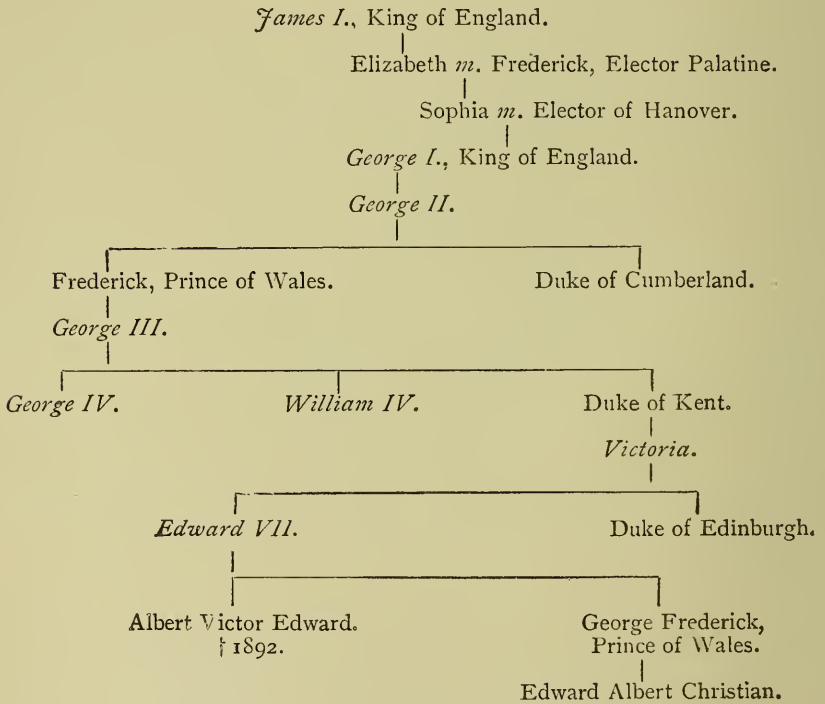 James I., King of England.
Elizabeth m. Frederick, Elector Palatine.
Sophia m. Elector of Hanover.
George I., King of England.
George II.
Frederick, Prince of Wales. Duke of Cumberland.
George III.
George IV. William IV. Duke of Kent.
Victoria.
Edward VII. Duke of Edinburgh.
Albert Victor Edward. George Frederick,
† 1892. Prince of Wales.
Edward Albert Christian.